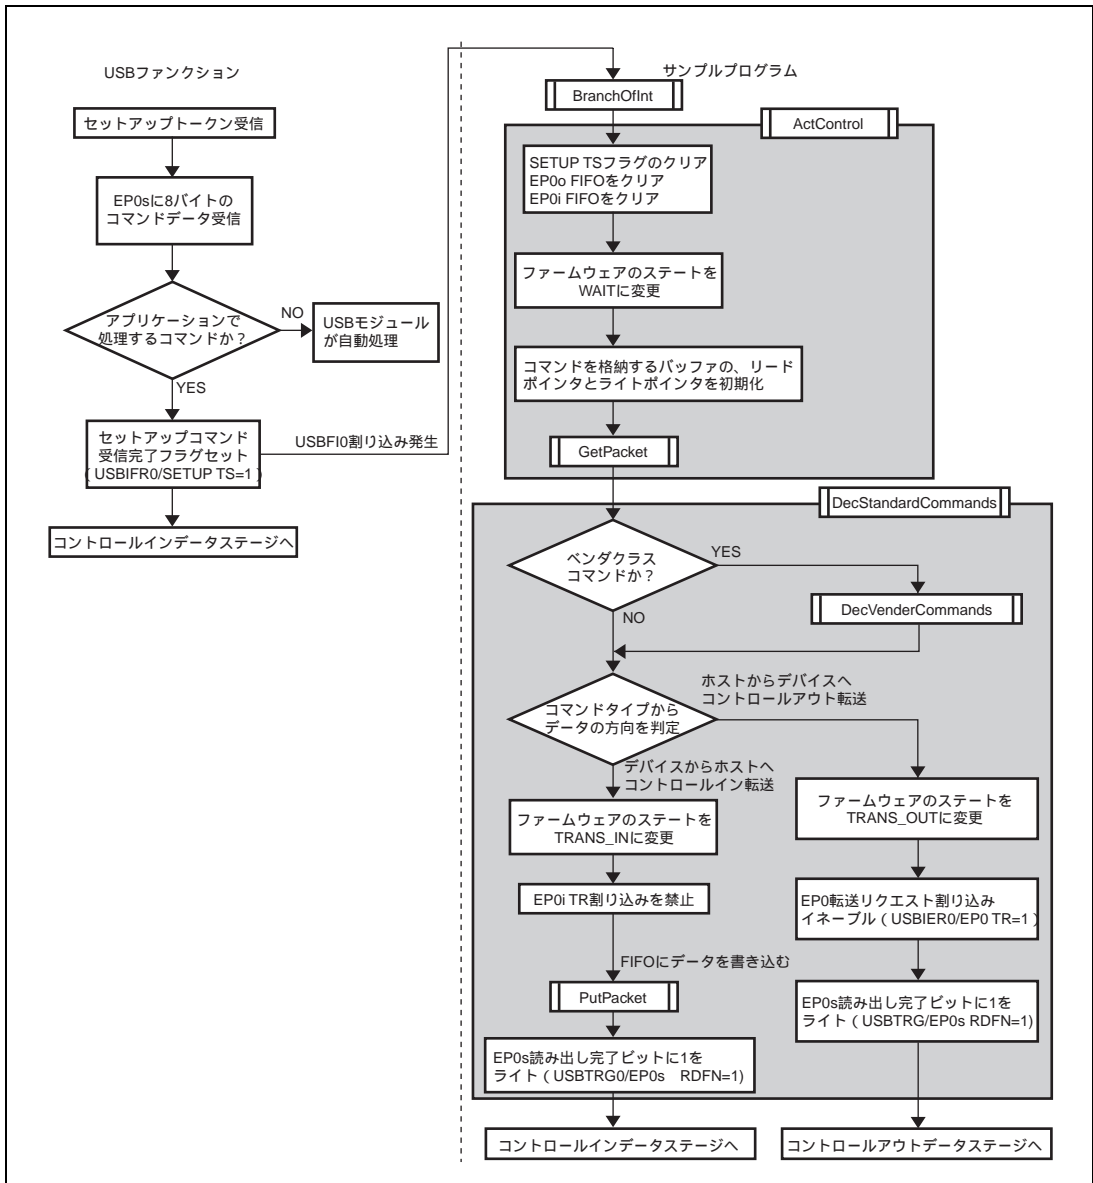 USBファンクション
セットアップトークン受信
EP0sに8バイトの
コマンドデータ受信
アプリケーションで
処理するコマンドか？
NO
USBモジュール
が自動処理
YES
セットアップコマンド
受信完了フラグセット
（USBIFR0/SETUP TS=1）
USBFI0割り込み発生
コントロールインデータステージへ
サンプルプログラム
BranchOfInt
ActControl
SETUP TSフラグのクリア
EP0o FIFOをクリア
EP0i FIFOをクリア
ファームウェアのステートを
WAITに変更
コマンドを格納するバッファの、リード
ポインタとライトポインタを初期化
GetPacket
DecStandardCommands
ベンダクラス
コマンドか？
YES
DecVenderCommands
NO
ホストからデバイスへ
コントロールアウト転送
コマンドタイプから
データの方向を判定
デバイスからホストへ
コントロールイン転送
ファームウェアのステートを
TRANS_INに変更
EP0i TR割り込みを禁止
FIFOにデータを書き込む
PutPacket
EP0s読み出し完了ビットに1を
ライト（USBTRG0/EP0s　RDFN=1)
コントロールインデータステージへ
ファームウェアのステートを
TRANS_OUTに変更
EP0転送リクエスト割り込み
イネーブル（USBIER0/EP0 TR=1）
EP0s読み出し完了ビットに1を
ライト（USBTRG/EP0s RDFN=1)
コントロールアウトデータステージへ